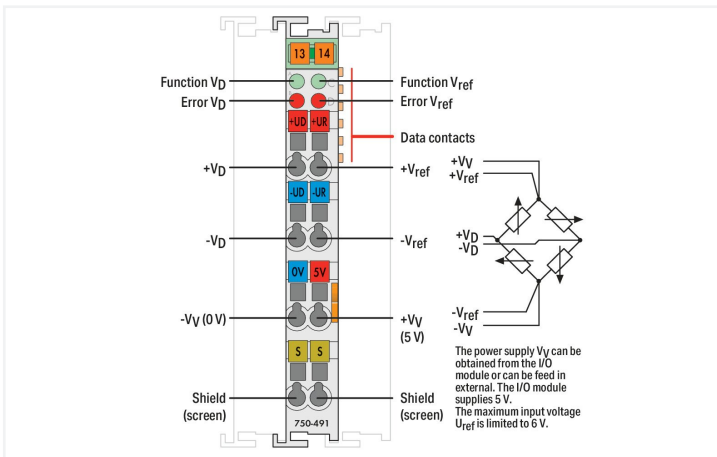 13 14
Function VD
Function Vref
Error VD
Error Vref
+UD +UR
Data contacts
+VD
+Vref
-UD -UR
-VD
-Vref
0V 5V
-VV (0 V)
+VV
(5 V)
S S
Shield
(screen)
Shield
(screen)
750-491
+VV
+Vref
+VD
-VD
-Vref
-VV
The power supply VV can be
obtained from the I/O
module or can be feed in
external. The I/O module
supplies 5 V.
The maximum input voltage
Uref is limited to 6 V.